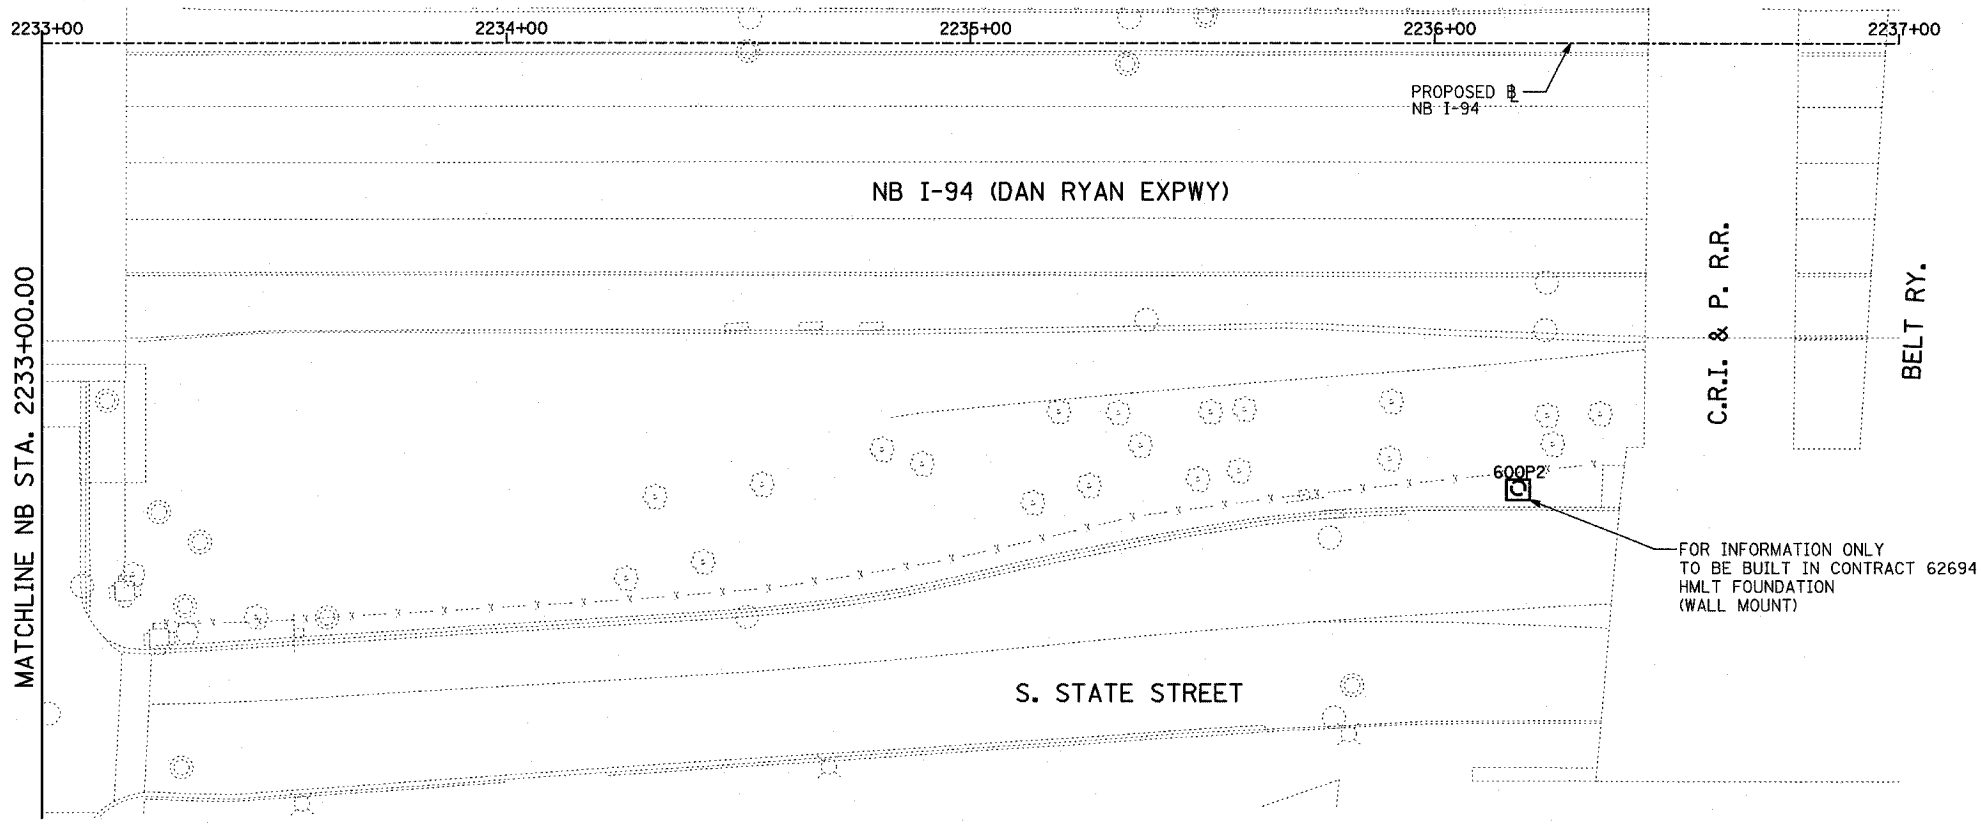 2233+00
2234+00
2235+00
2236+00
2237+00
PROPOSED B
NB I-94
NB I-94 (DAN RYAN EXPWY)
MATCHLINE NB STA. 2233+00.00
C.R.I. & P. R.R.
BELT RY.
600P2
FOR INFORMATION ONLY
TO BE BUILT IN CONTRACT 62694
HMLT FOUNDATION
(WALL MOUNT)
S. STATE STREET